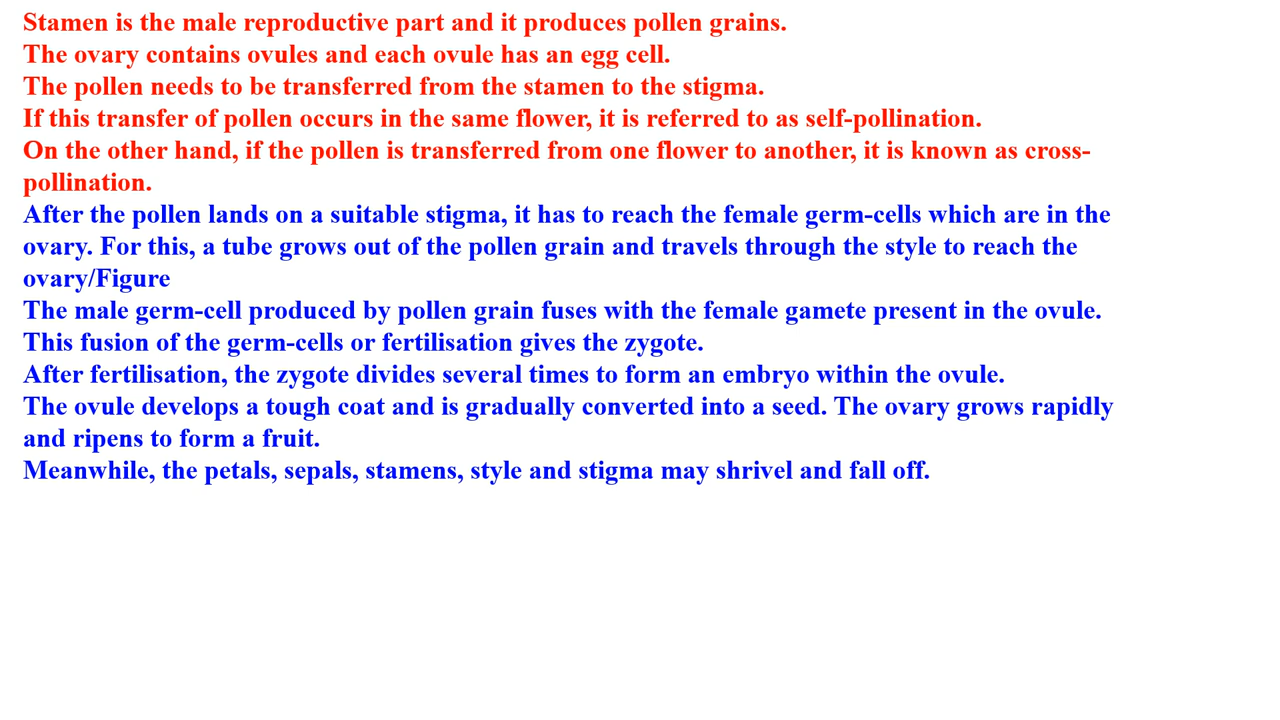 Stamen is the male reproductive part and it produces pollen grains.
The ovary contains ovules and each ovule has an egg cell.
The pollen needs to be transferred from the stamen to the stigma.
If this transfer of pollen occurs in the same flower, it is referred to as self-pollination.
On the other hand, if the pollen is transferred from one flower to another, it is known as cross-
pollination.
After the pollen lands on a suitable stigma, it has to reach the female germ-cells which are in the
ovary. For this, a tube grows out of the pollen grain and travels through the style to reach the
ovary/Figure
The male germ-cell produced by pollen grain fuses with the female gamete present in the ovule.
This fusion of the germ-cells or fertilisation gives the zygote.
After fertilisation, the zygote divides several times to form an embryo within the ovule.
The ovule develops a tough coat and is gradually converted into a seed. The ovary grows rapidly
and ripens to form a fruit.
Meanwhile, the petals, sepals, stamens, style and stigma may shrivel and fall off.